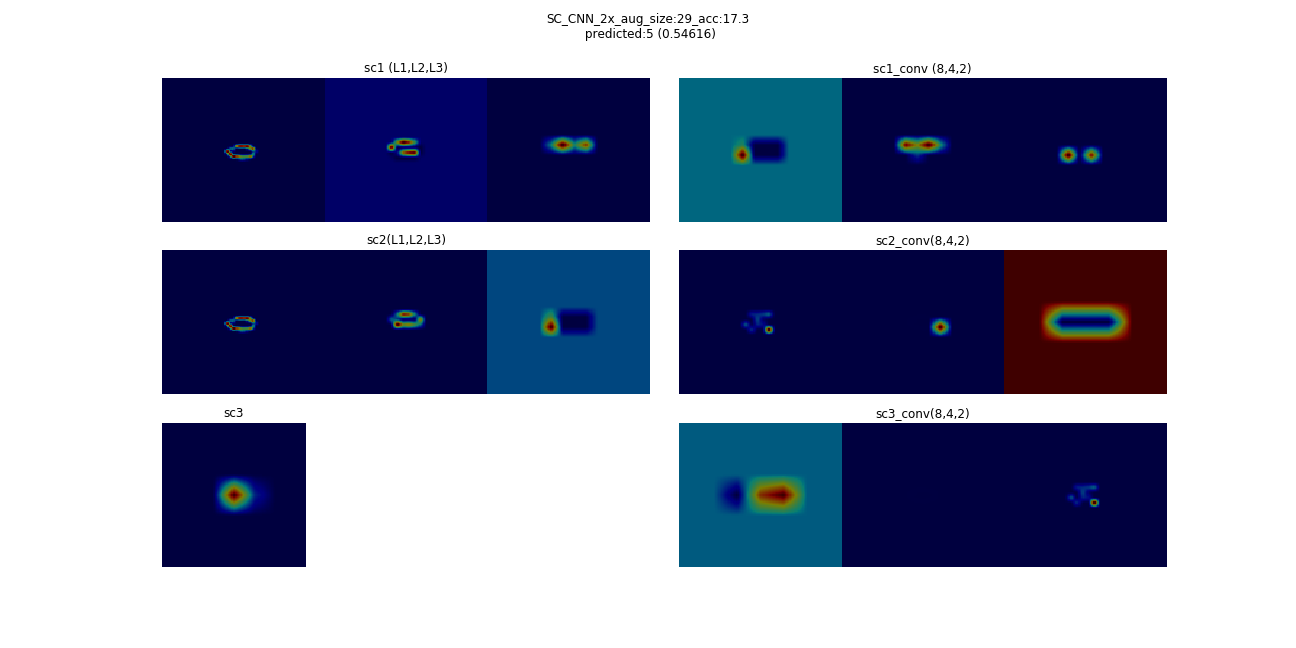 SC_CNN_2x_aug_size:29_acc:17.3
predicted:5 (0.54616)
sc1 (L1,L2,L3)
sc1_conv (8,4,2)
sc2(L1,L2,L3)
sc2_conv(8,4,2)
sc3
sc3_conv(8,4,2)